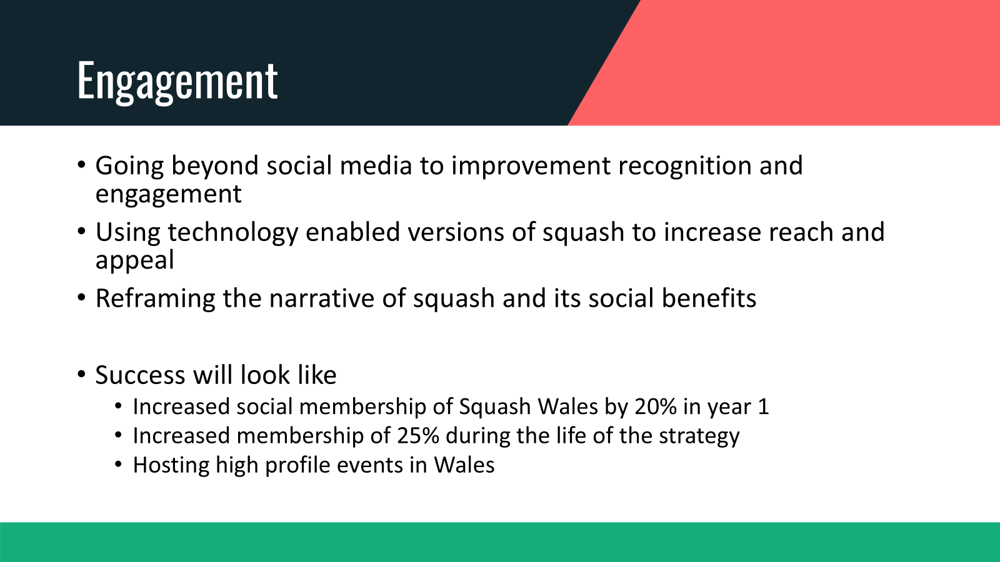 Engagement
• Going beyond social media to improvement recognition and
engagement
• Using technology enabled versions of squash to increase reach and
appeal
• Reframing the narrative of squash and its social benefits
• Success will look like
• Increased social membership of Squash Wales by 20% in year 1
• Increased membership of 25% during the life of the strategy
• Hosting high profile events in Wales